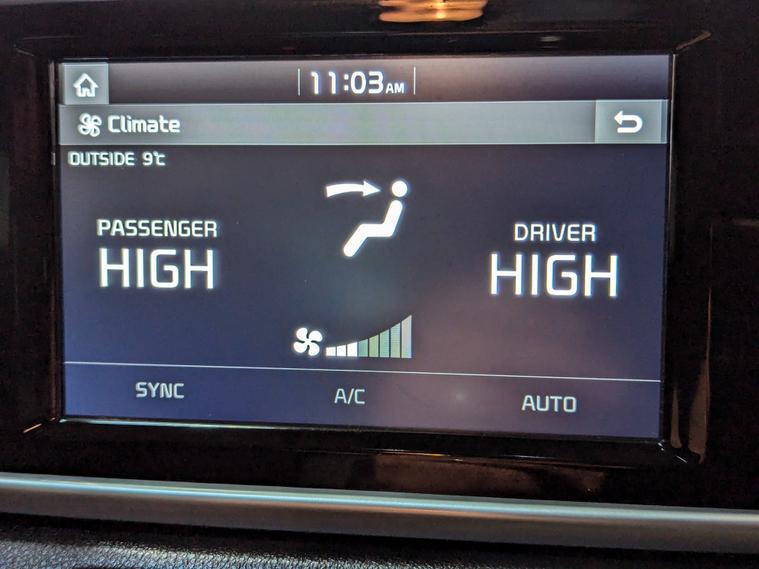 11:03AM
Climate
OUTSIDE 9℃
PASSENGER
HIGH
DRIVER
HIGH
SYNC
A/C
AUTO